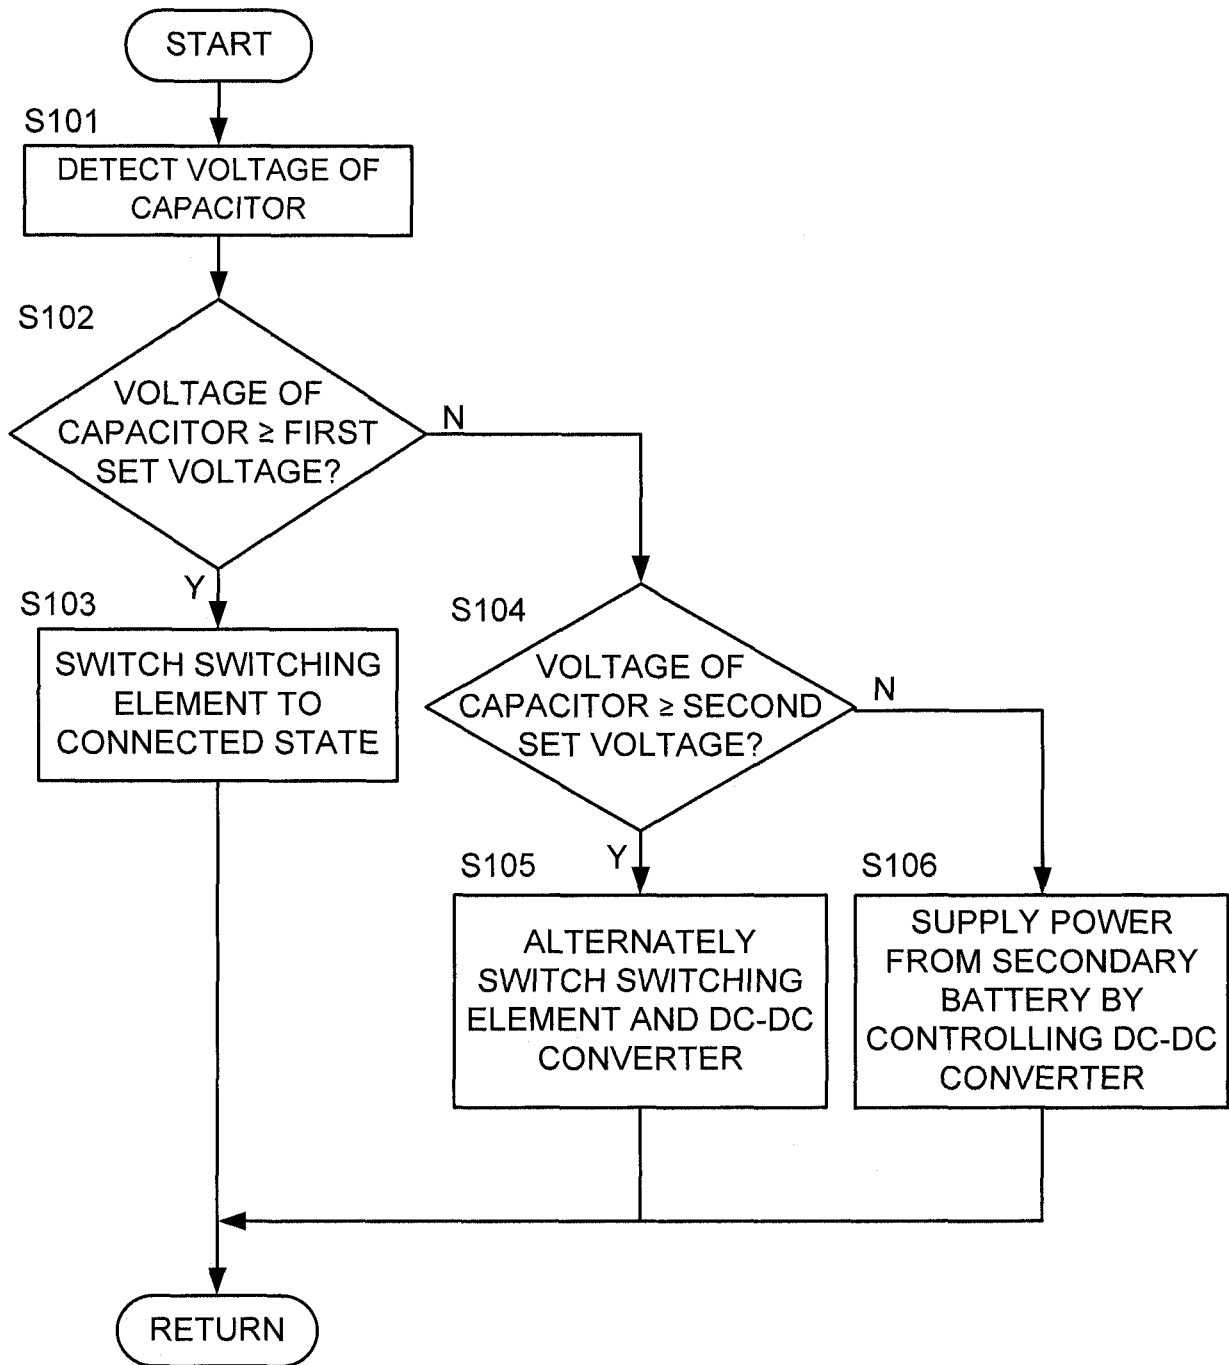 START
S101
DETECT VOLTAGE OF
CAPACITOR
S102
VOLTAGE OF
CAPACITOR ≥ FIRST
SET VOLTAGE?
N
Y
S103
SWITCH SWITCHING
ELEMENT TO
CONNECTED STATE
S104
VOLTAGE OF
CAPACITOR ≥ SECOND
SET VOLTAGE?
N
Y
S105
ALTERNATELY
SWITCH SWITCHING
ELEMENT AND DC-DC
CONVERTER
S106
SUPPLY POWER
FROM SECONDARY
BATTERY BY
CONTROLLING DC-DC
CONVERTER
RETURN